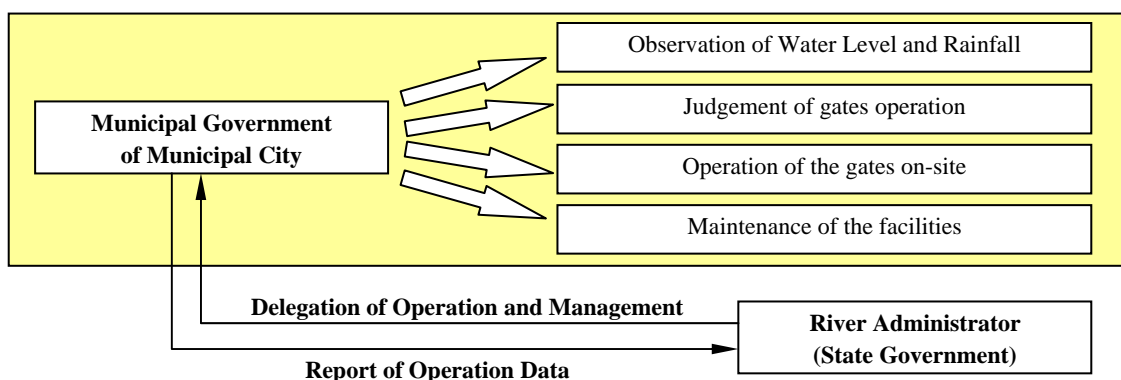 Observation of Water Level and Rainfall
Judgement of gates operation
Municipal Government
of Municipal City
Operation of the gates on-site
Maintenance of the facilities
Delegation of Operation and Management
River Administrator
(State Government)
Report of Operation Data